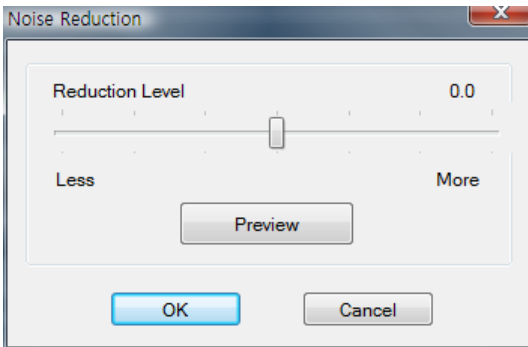 Noise Reduction
Reduction Level 0.0
Less More
Preview
OK Cancel